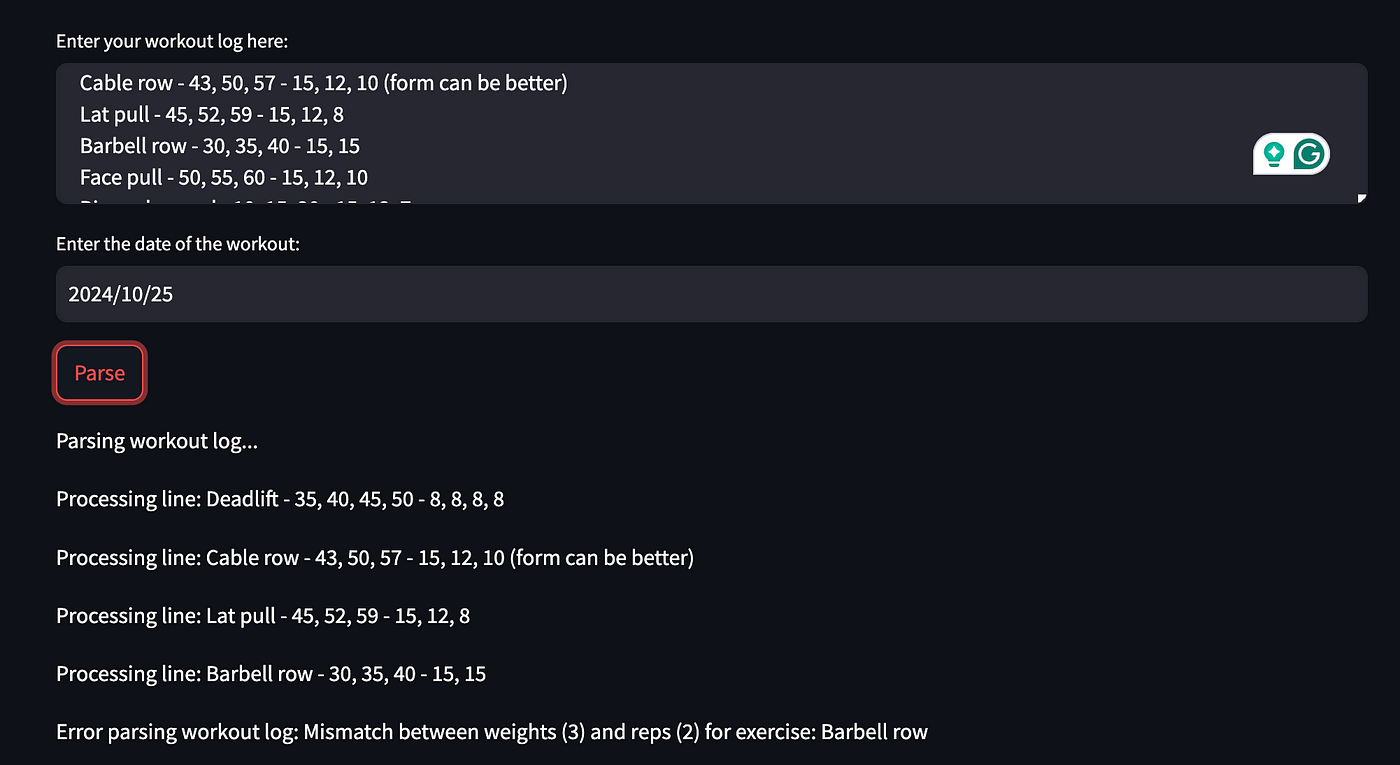 Enter your workout log here:
Cable row - 43, 50, 57 - 15, 12, 10 (form can be better)
Lat pull - 45, 52, 59 - 15, 12, 8
Barbell row - 30, 35, 40 - 15, 15
Face pull - 50, 55, 60 - 15, 12, 10
Enter the date of the workout:
2024/10/25
Parse
Parsing workout log...
Processing line: Deadlift - 35, 40, 45, 50 - 8, 8, 8, 8
Processing line: Cable row - 43, 50, 57 - 15, 12, 10 (form can be better)
Processing line: Lat pull - 45, 52, 59 - 15, 12, 8
Processing line: Barbell row - 30, 35, 40 - 15, 15
Error parsing workout log: Mismatch between weights (3) and reps (2) for exercise: Barbell row